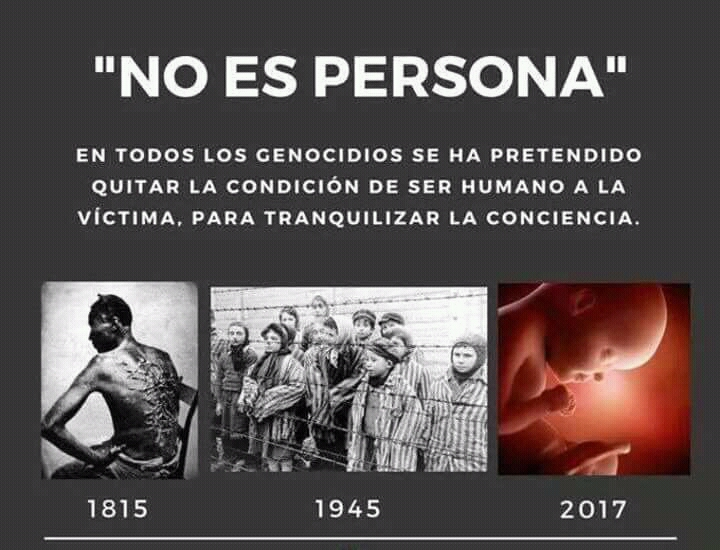 "NO ES PERSONA"
EN TODOS LOS GENOCIDIOS SE HA PRETENDIDO
QUITAR LA CONDICIÓN DE SER HUMANO A LA
VÍCTIMA, PARA TRANQUILIZAR LA CONCIENCIA.
1815 1945 2017